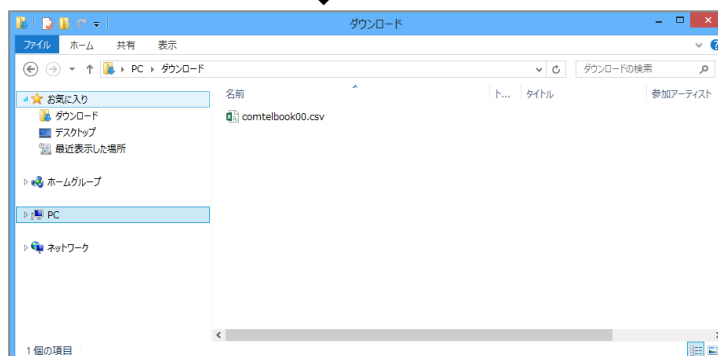 ダウンロード
ファイル ホーム 共有 表示
PC ダウンロード ダウンロードの検索
お気に入り
ダウンロード
デスクトップ
最近表示した場所
ホームグループ
PC
ネットワーク
名前 ト... タイトル 参加アーティスト
comtelbook00.csv
1 個の項目